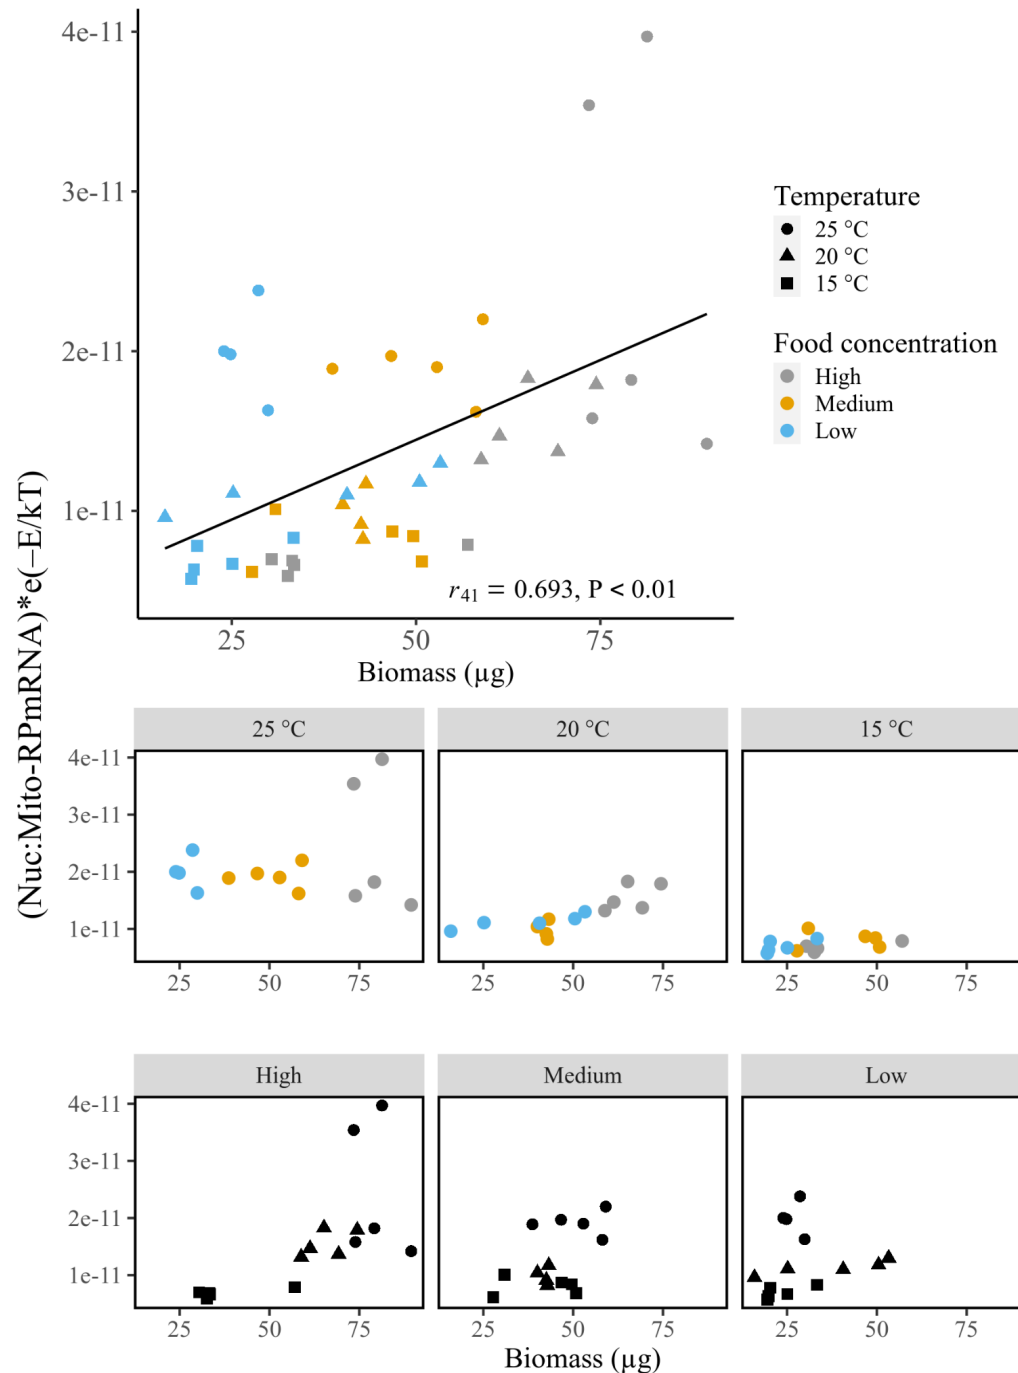 (Nuc:Mito-RPmRNA)*e(−E/kT)
4e-11
3e-11
2e-11
1e-11
r₄₁ = 0.693, P < 0.01
25 50 75
Biomass (µg)
Temperature
25 °C
20 °C
15 °C
Food concentration
High
Medium
Low
25 °C 20 °C 15 °C
4e-11
3e-11
2e-11
1e-11
25 50 75 25 50 75 25 50 75
High Medium Low
4e-11
3e-11
2e-11
1e-11
25 50 75 25 50 75 25 50 75
Biomass (µg)